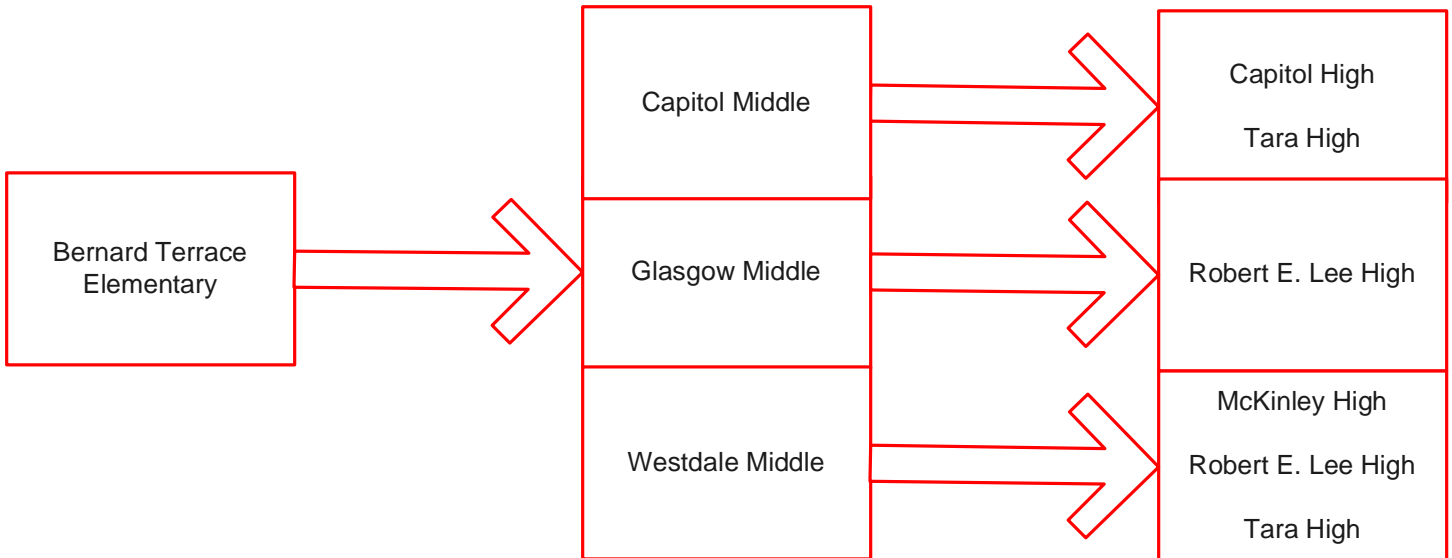 Bernard Terrace
Elementary
Capitol Middle
Glasgow Middle
Westdale Middle
Capitol High
Tara High
Robert E. Lee High
McKinley High
Robert E. Lee High
Tara High